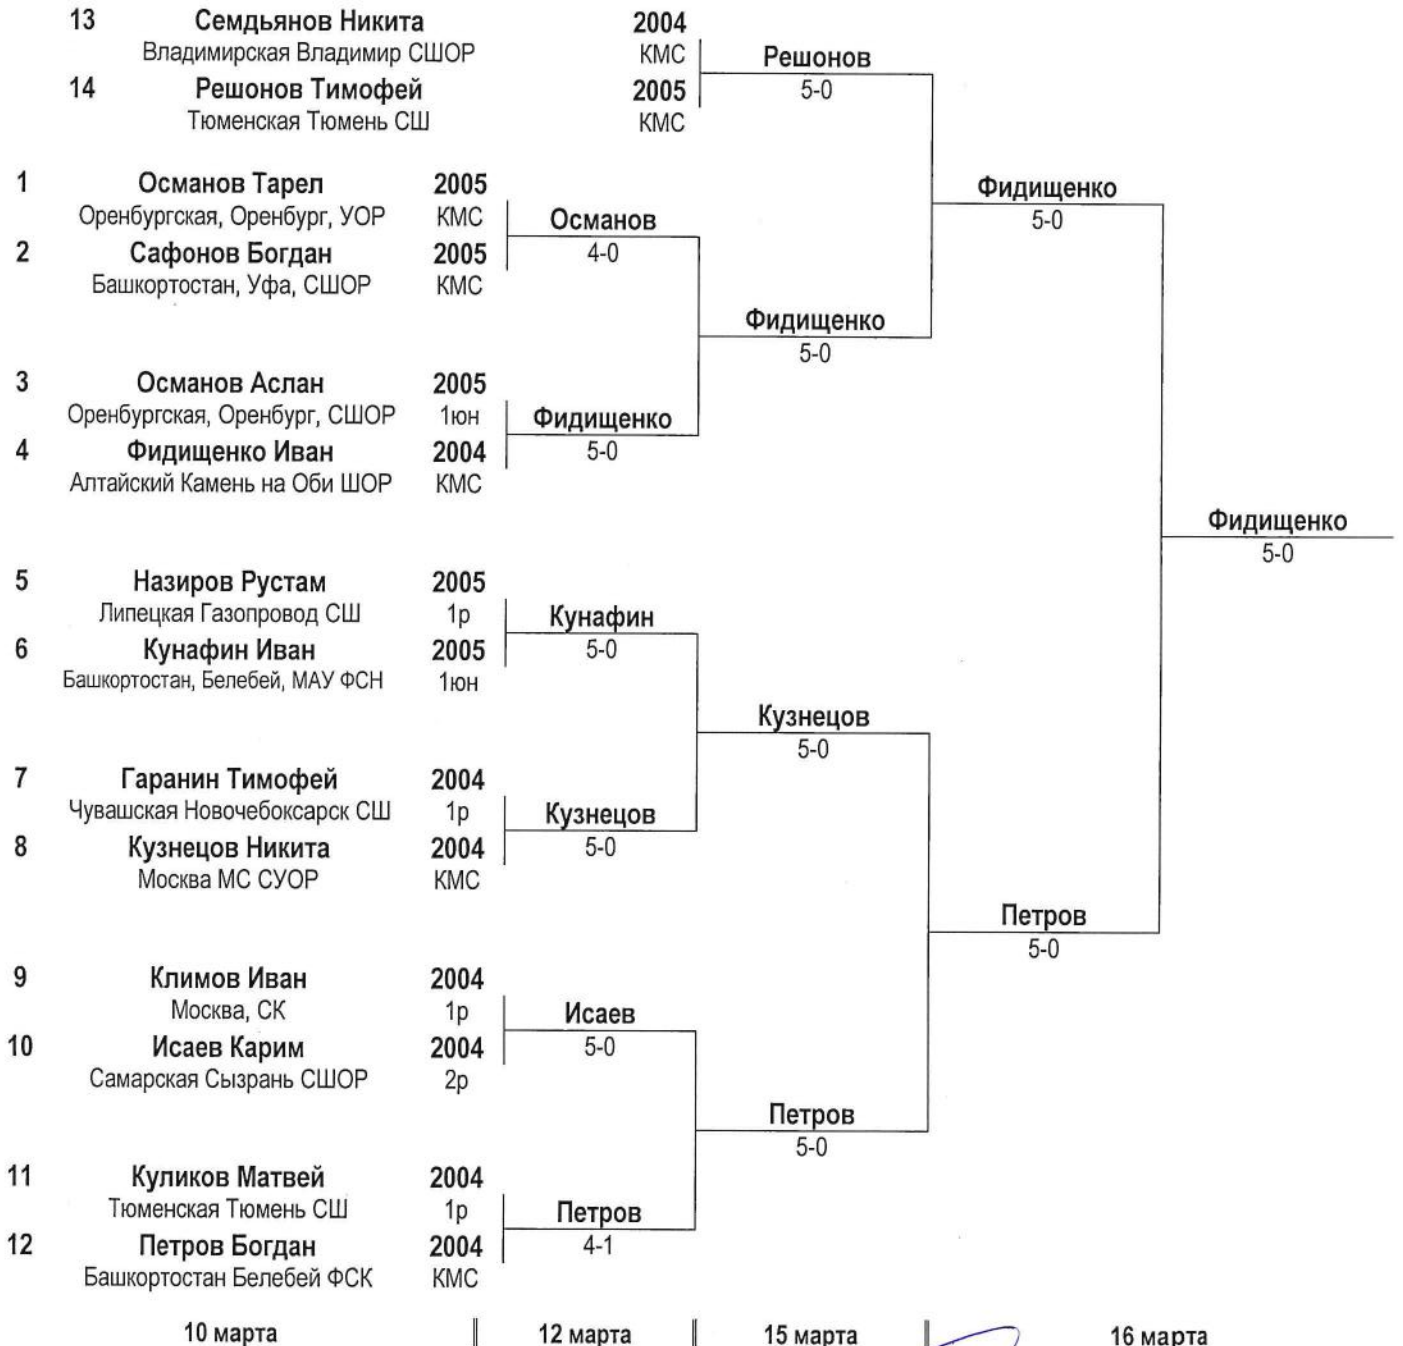 13 Семдьянов Никита 2004
Владимирская Владимир СШОР КМС
Решонов
14 Решонов Тимофей 2005
5-0
Тюменская Тюмень СШ КМС
1 Османов Тарел 2005
Фидищенко
Оренбургская, Оренбург, УОР КМС
Османов
5-0
2 Сафонов Богдан 2005
4-0
Башкортостан, Уфа, СШОР КМС
Фидищенко
5-0
3 Османов Аслан 2005
Оренбургская, Оренбург, СШОР 1юн
Фидищенко
4 Фидищенко Иван 2004
5-0
Алтайский Камень на Оби ШОР КМС
Фидищенко
5-0
5 Назиров Рустам 2005
Липецкая Газопровод СШ 1р
Кунафин
6 Кунафин Иван 2005
5-0
Башкортостан, Белебей, МАУ ФСН 1юн
Кузнецов
5-0
7 Гаранин Тимофей 2004
Чувашская Новочебоксарск СШ 1р
Кузнецов
8 Кузнецов Никита 2004
5-0
Москва МС СУОР КМС
Петров
5-0
9 Климов Иван 2004
Москва, СК 1р
Исаев
10 Исаев Карим 2004
5-0
Самарская Сызрань СШОР 2р
Петров
5-0
11 Куликов Матвей 2004
Тюменская Тюмень СШ 1р
Петров
12 Петров Богдан 2004
4-1
Башкортостан Белебей ФСК КМС
10 марта 12 марта 15 марта 16 марта